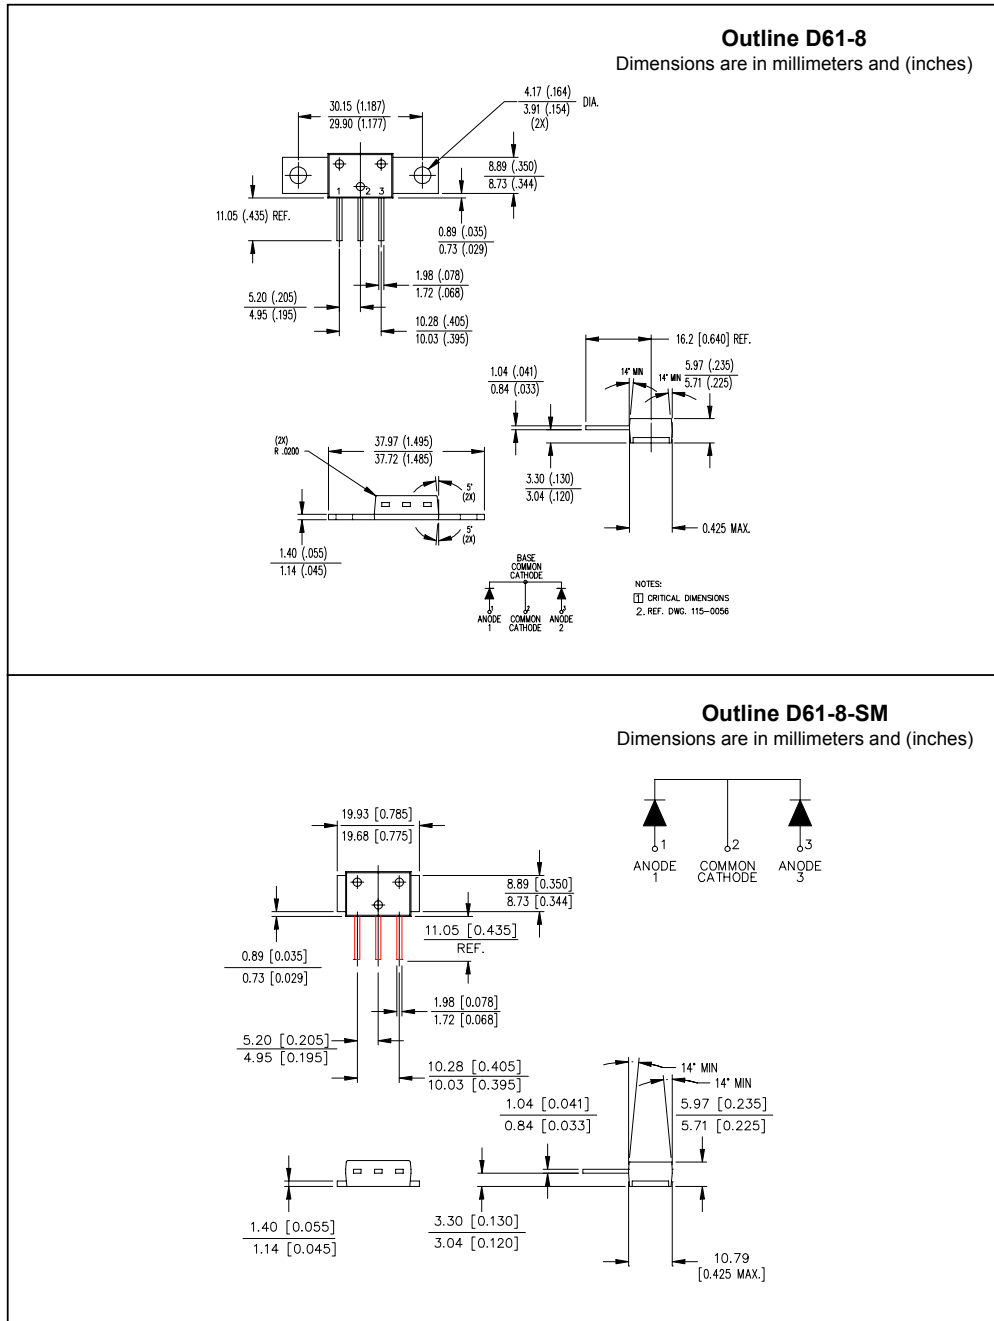 Outline D61-8
Dimensions are in millimeters and (inches)
30.15 (1.187)
29.90 (1.177)
4.17 (.164)
3.91 (.154)
DIA.
(2X)
8.89 (.350)
8.73 (.344)
1 2 3
11.05 (.435) REF.
0.89 (.035)
0.73 (.029)
1.98 (.078)
1.72 (.068)
5.20 (.205)
4.95 (.195)
10.28 (.405)
10.03 (.395)
16.2 [0.640] REF.
1.04 (.041)
0.84 (.033)
14° MIN
14° MIN
5.97 (.235)
5.71 (.225)
(2X)
R .0200
37.97 (1.495)
37.72 (1.485)
5°
(2X)
3.30 (.130)
3.04 (.120)
0.425 MAX.
5°
(2X)
1.40 (.055)
1.14 (.045)
BASE
COMMON
CATHODE
1 2 3
ANODE
1
COMMON
CATHODE
ANODE
2
NOTES:
1 CRITICAL DIMENSIONS
2. REF. DWG. 115-0056
Outline D61-8-SM
Dimensions are in millimeters and (inches)
1 2 3
ANODE
1
COMMON
CATHODE
ANODE
3
19.93 [0.785]
19.68 [0.775]
8.89 [0.350]
8.73 [0.344]
11.05 [0.435]
REF.
0.89 [0.035]
0.73 [0.029]
1.98 [0.078]
1.72 [0.068]
5.20 [0.205]
4.95 [0.195]
10.28 [0.405]
10.03 [0.395]
14° MIN
14° MIN
1.04 [0.041]
0.84 [0.033]
5.97 [0.235]
5.71 [0.225]
1.40 [0.055]
1.14 [0.045]
3.30 [0.130]
3.04 [0.120]
10.79
[0.425 MAX.]